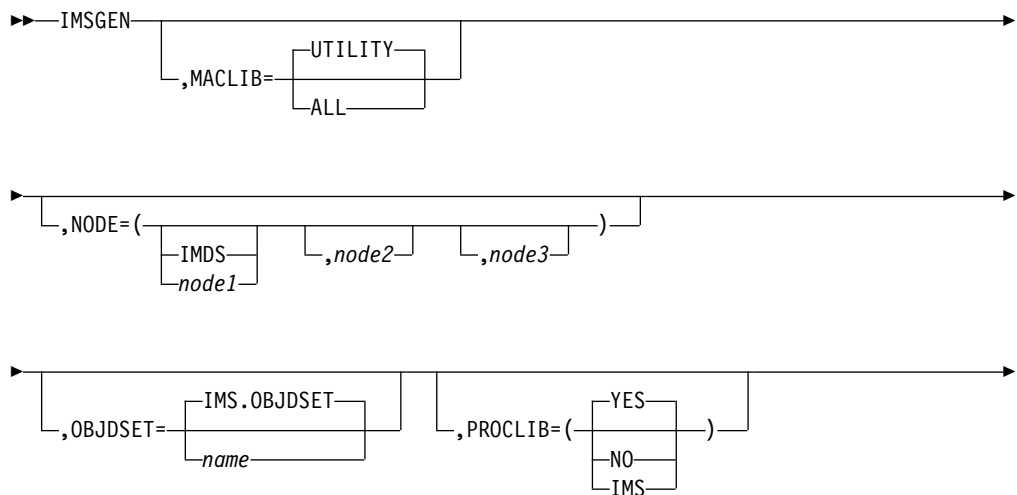 IMSGEN
UTILITY
,MACLIB=
ALL
,NODE=( )
IMDS ,node2 ,node3
node1
IMS.OBJDSET YES
,OBJDSET= ,PROCLIB=( )
name NO
IMS